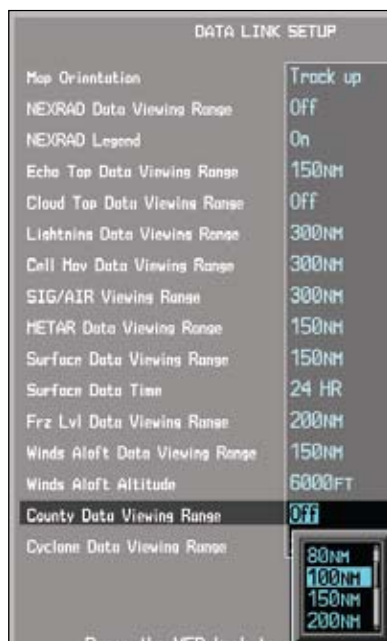 DATA LINK SETUP
Map Orientation Track up
NEXRAD Data Viewing Range Off
NEXRAD Legend On
Echo Top Data Viewing Range 150NM
Cloud Top Data Viewing Range Off
Lightning Data Viewing Range 300NM
Cell Mov Data Viewing Range 300NM
SIG/AIR Viewing Range 300NM
METAR Data Viewing Range 150NM
Surface Data Viewing Range 150NM
Surface Data Time 24 HR
Frz Lvl Data Viewing Range 200NM
Winds Aloft Data Viewing Range 150NM
Winds Aloft Altitude 6000FT
County Data Viewing Range Off
Cyclone Data Viewing Range
80NM
100NM
150NM
200NM